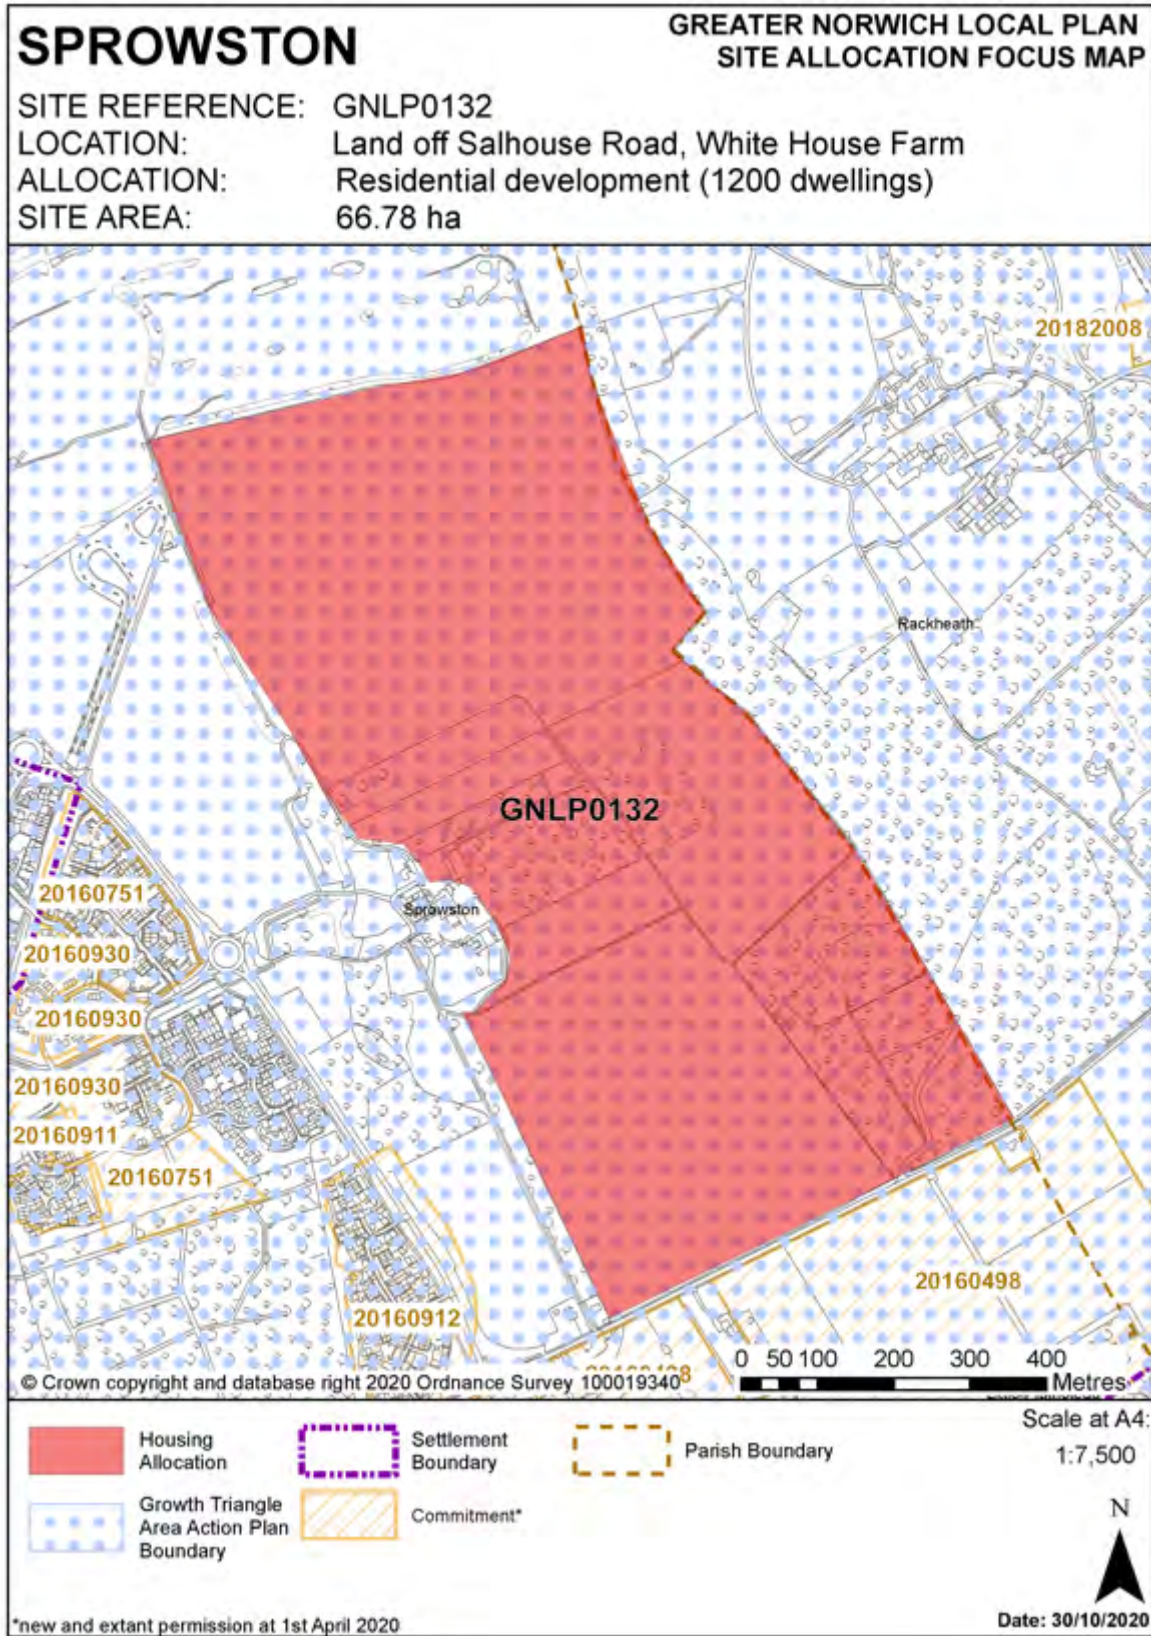 SPROWSTON
GREATER NORWICH LOCAL PLAN
SITE ALLOCATION FOCUS MAP
SITE REFERENCE: GNLP0132
LOCATION: Land off Salhouse Road, White House Farm
ALLOCATION: Residential development (1200 dwellings)
SITE AREA: 66.78 ha
20182008
Rackheath
GNLP0132
20160751
Sprowston
20160930
20160930
20160930
20160911
20160751
20160498
20160912
© Crown copyright and database right 2020 Ordnance Survey 100019340
0 50 100 200 300 400
Metres
Housing
Allocation
Settlement
Boundary
Parish Boundary
Scale at A4:
1:7,500
Growth Triangle
Area Action Plan
Boundary
Commitment*
N
*new and extant permission at 1st April 2020
Date: 30/10/2020